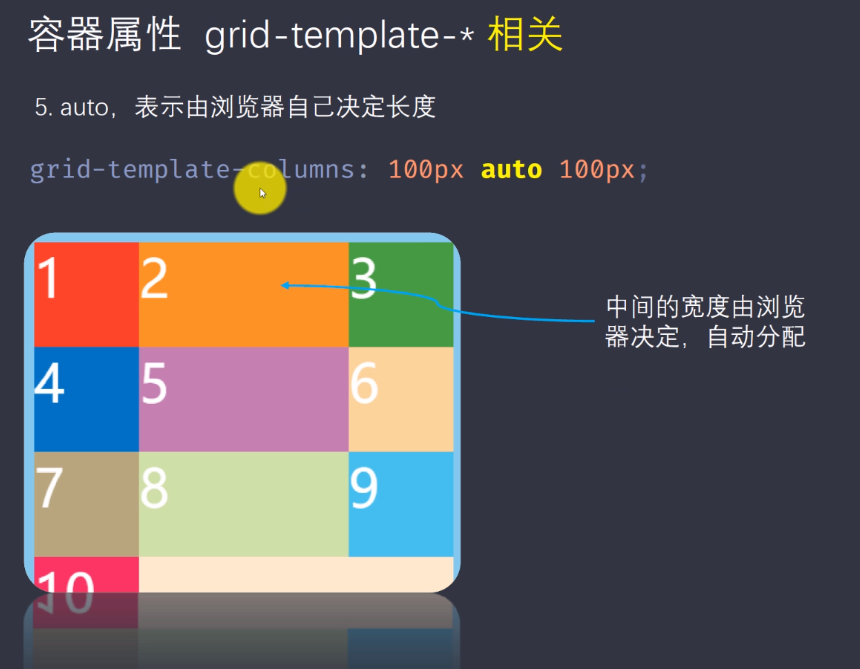 容器属性 grid-template-* 相关
5. auto，表示由浏览器自己决定长度
grid-template-columns: 100px auto 100px;
1 2 3
4 5 6
7 8 9
10
中间的宽度由浏览
器决定，自动分配